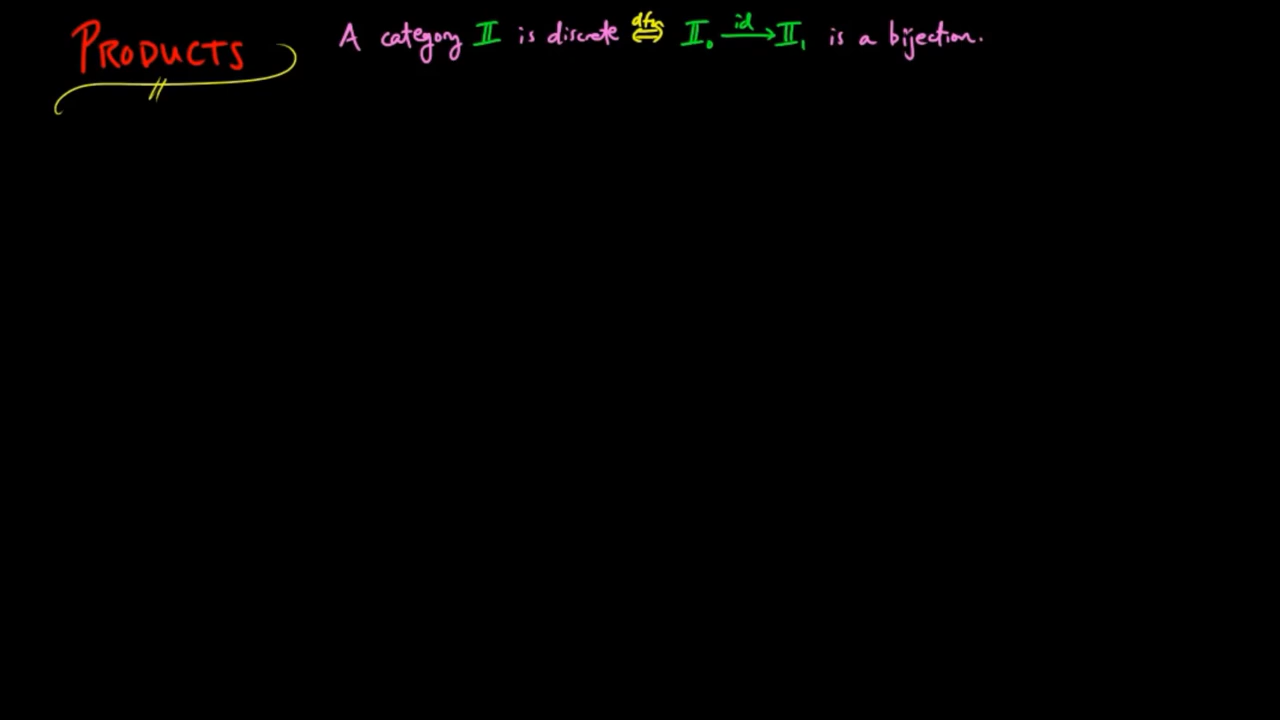 PRODUCTS
A category 𝕀 is discrete dfn⟺ 𝕀₀ —id→ 𝕀₁ is a bijection.